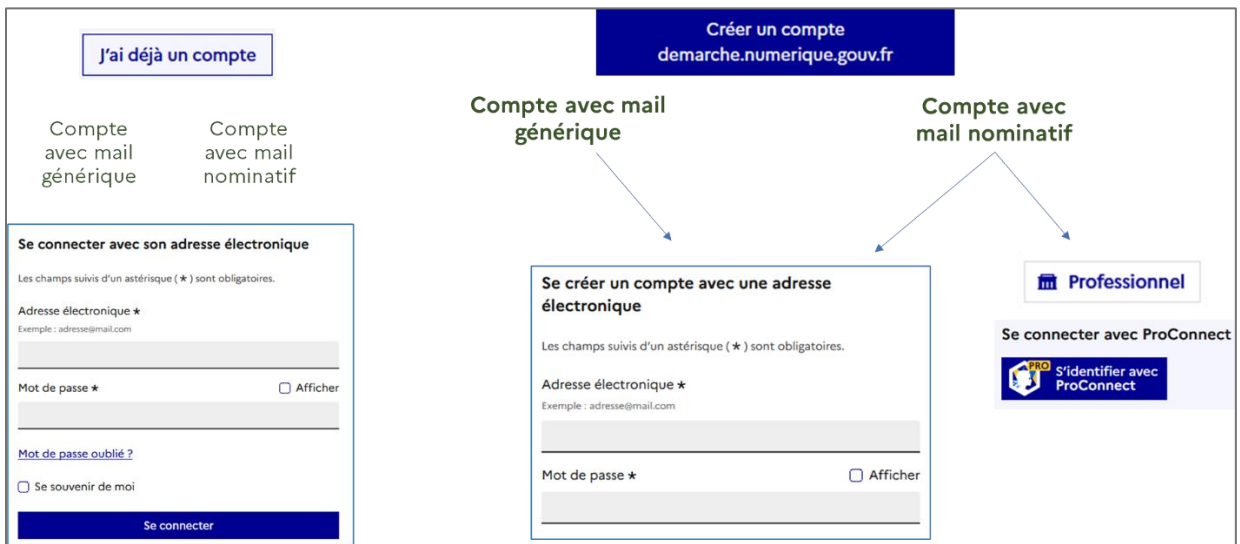 J'ai déjà un compte
Compte
avec mail
générique
Compte
avec mail
nominatif
Se connecter avec son adresse électronique
Les champs suivis d'un astérisque ( * ) sont obligatoires.
Adresse électronique *
Exemple : adresse@mail.com
Mot de passe *
Afficher
Mot de passe oublié ?
Se souvenir de moi
Se connecter
Créer un compte
demarche.numerique.gouv.fr
Compte avec mail
générique
Compte avec
mail nominatif
Se créer un compte avec une adresse
électronique
Les champs suivis d'un astérisque ( * ) sont obligatoires.
Adresse électronique *
Exemple : adresse@mail.com
Mot de passe *
Afficher
Professionnel
Se connecter avec ProConnect
PRO
S'identifier avec
ProConnect